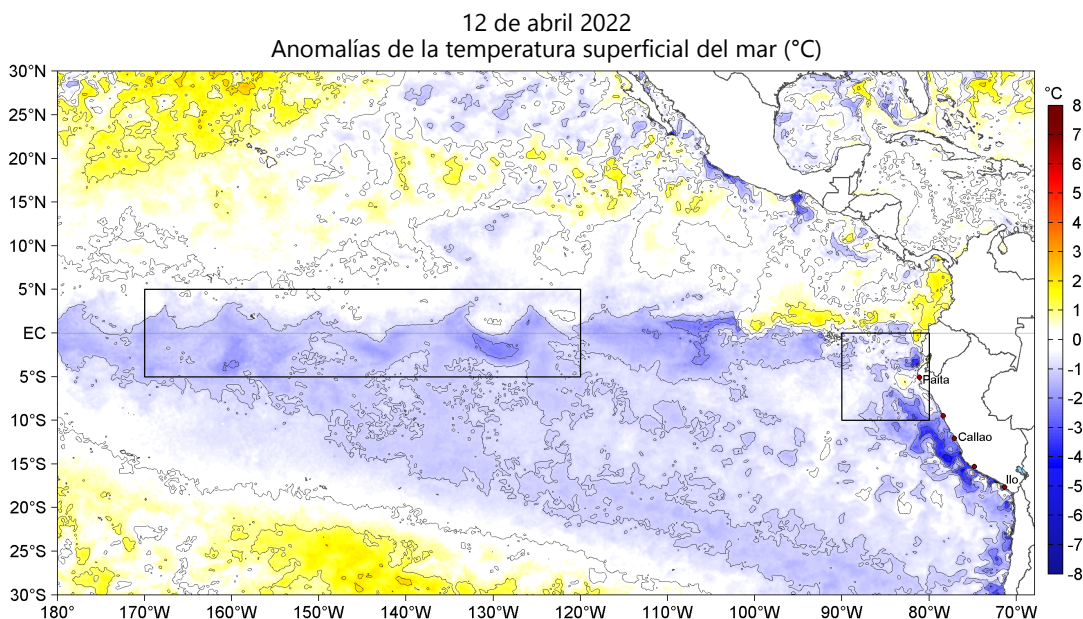 12 de abril 2022
Anomalías de la temperatura superficial del mar (°C)
30°N
25°N
20°N
15°N
10°N
5°N
EC
5°S
10°S
15°S
20°S
25°S
30°S
180
170°W
160°W
150°W
140°W
130°W
120°W
110°W
100°W
90°W
80°W
70°W
Paita
Callao
Ilo
°C
8
7
6
5
4
3
2
1
0
-1
-2
-3
-4
-5
-6
-7
-8